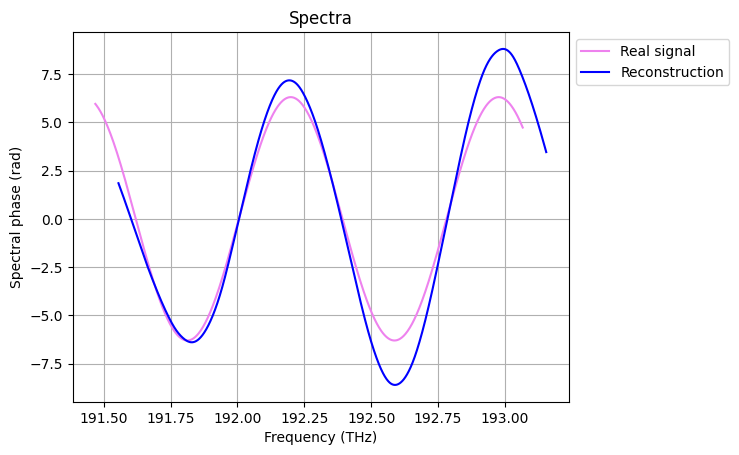 Spectra
Real signal
Reconstruction
Spectral phase (rad)
7.5
5.0
2.5
0.0
−2.5
−5.0
−7.5
191.50 191.75 192.00 192.25 192.50 192.75 193.00
Frequency (THz)